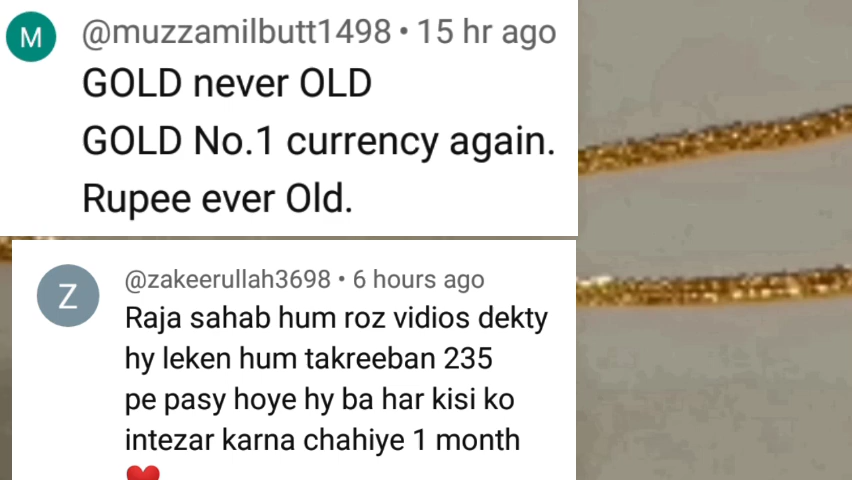 M
@muzzamilbutt1498 • 15 hr ago
GOLD never OLD
GOLD No.1 currency again.
Rupee ever Old.
Z
@zakeerullah3698 • 6 hours ago
Raja sahab hum roz vidios dekty
hy leken hum takreeban 235
pe pasy hoye hy ba har kisi ko
intezar karna chahiye 1 month
❤️